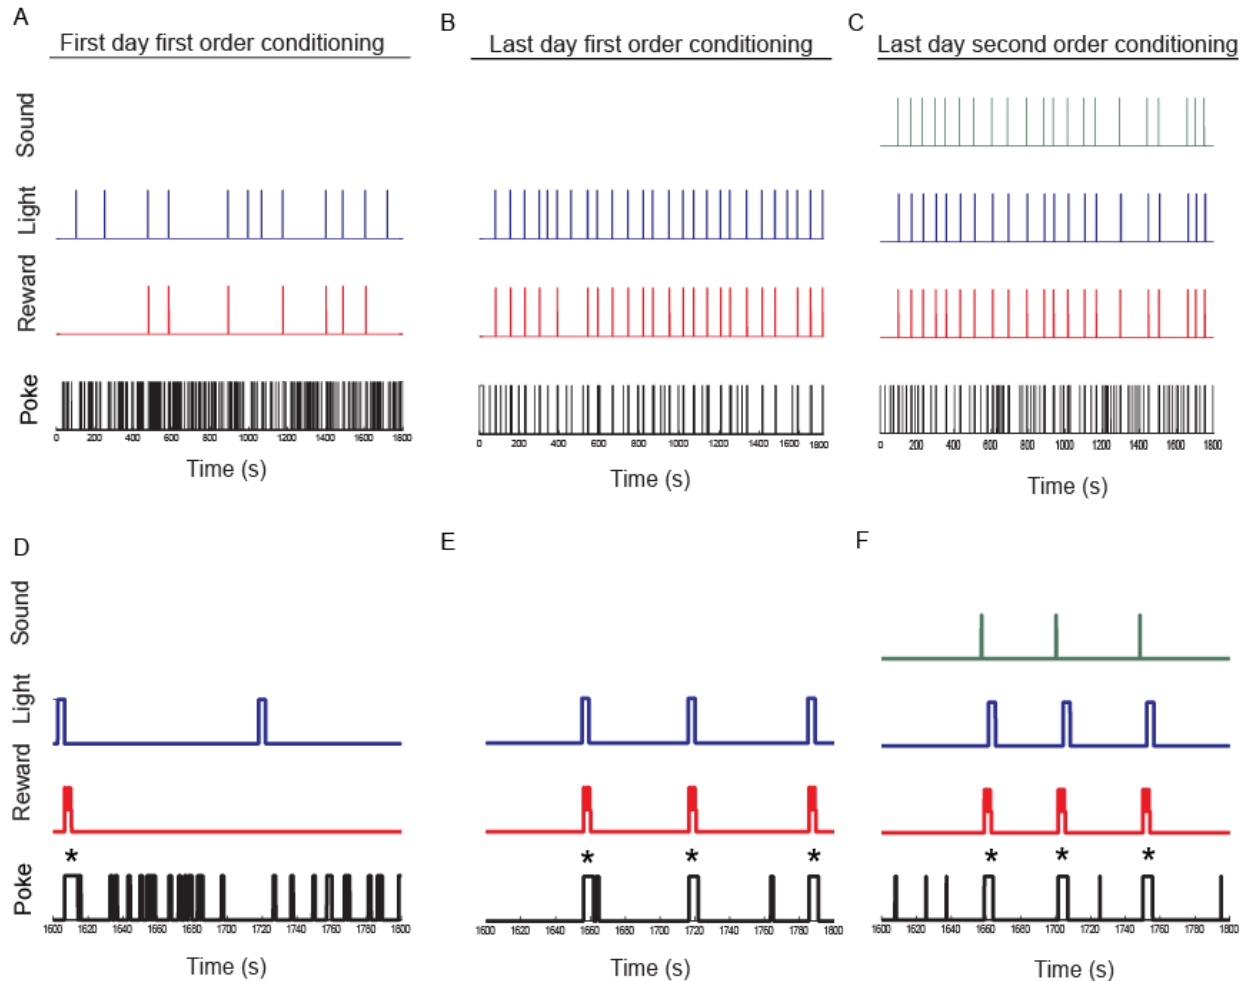 A
First day first order conditioning
B
Last day first order conditioning
C
Last day second order conditioning
Sound
Light
Reward
Poke
0 200 400 600 800 1000 1200 1400 1600 1800
Time (s)
0 200 400 600 800 1000 1200 1400 1600 1800
Time (s)
0 200 400 600 800 1000 1200 1400 1600 1800
Time (s)
D
E
F
Sound
Light
Reward
Poke
*
* * *
* * *
1600 1620 1640 1660 1680 1700 1720 1740 1760 1780 1800
Time (s)
1600 1620 1640 1660 1680 1700 1720 1740 1760 1780 1800
Time (s)
1600 1620 1640 1660 1680 1700 1720 1740 1760 1780 1800
Time (s)